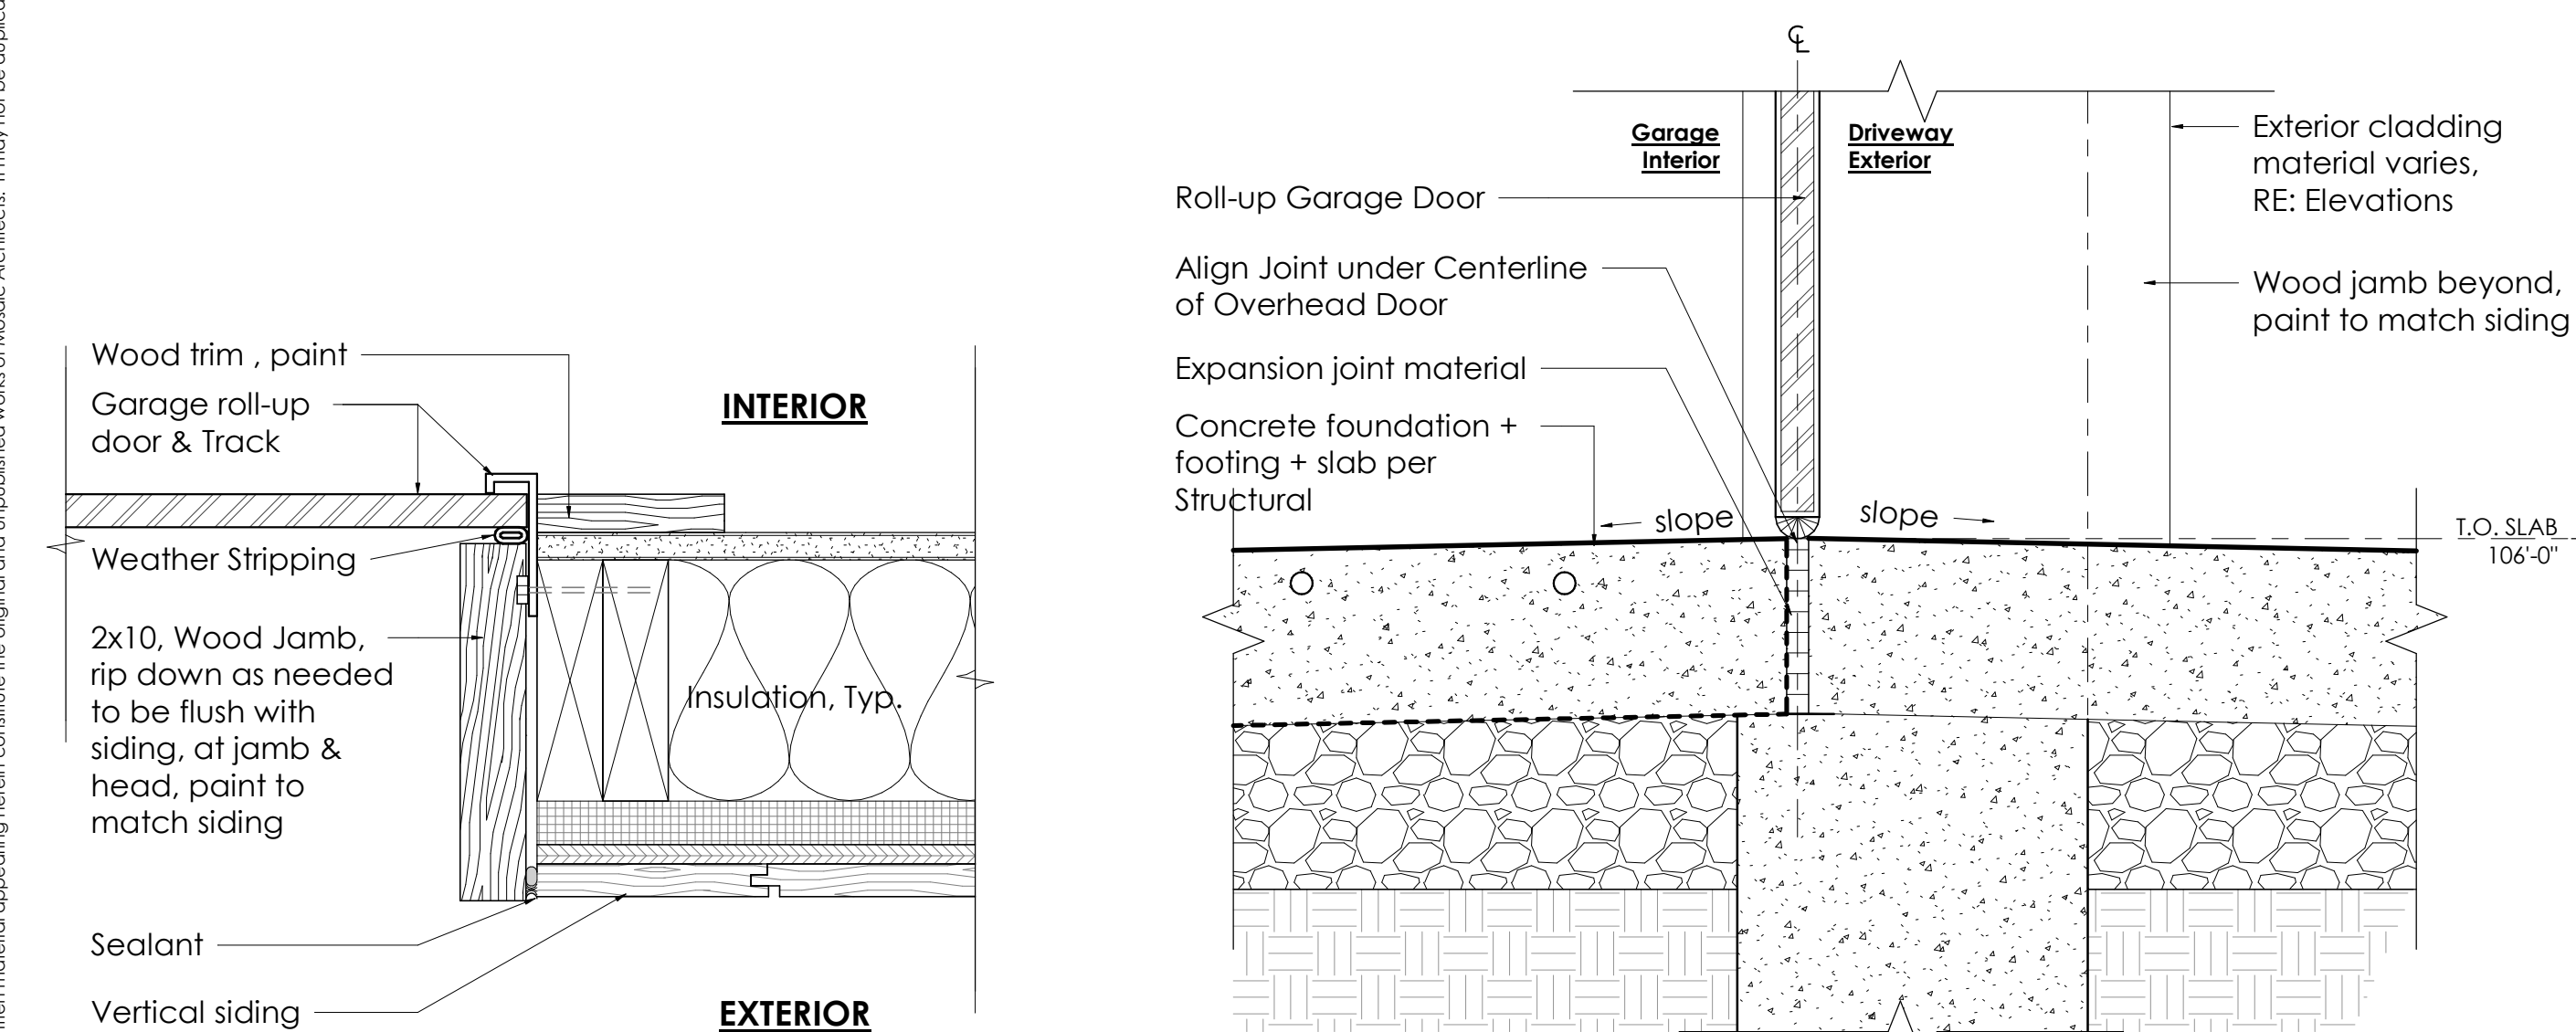 Wood trim , paint
Garage roll-up
door & Track
INTERIOR
Weather Stripping
2x10, Wood Jamb,
rip down as needed
to be flush with
siding, at jamb &
head, paint to
match siding
Insulation, Typ.
Sealant
Vertical siding
EXTERIOR
℄
Garage
Interior
Driveway
Exterior
Roll-up Garage Door
Align Joint under Centerline
of Overhead Door
Expansion joint material
Concrete foundation +
footing + slab per
Structural
slope
slope
Exterior cladding
material varies,
RE: Elevations
Wood jamb beyond,
paint to match siding
T.O. SLAB
106'-0"